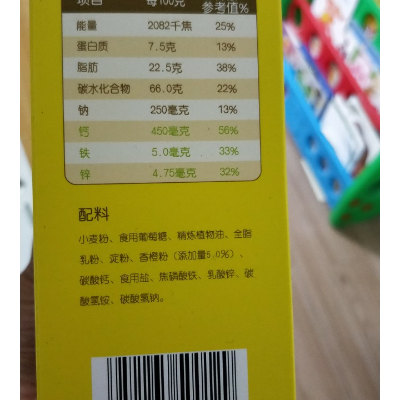 项目 每100克 参考值%
能量 2082千焦 25%
蛋白质 7.5克 13%
脂肪 22.5克 38%
碳水化合物 66.0克 22%
钠 250毫克 13%
钙 450毫克 56%
铁 5.0毫克 33%
锌 4.75毫克 32%
配料
小麦粉、食用葡萄糖、精炼植物油、全脂
乳粉、淀粉、香橙粉（添加量5.0%）、
碳酸钙、食用盐、焦磷酸铁、乳酸锌、碳
酸氢铵、碳酸氢钠。